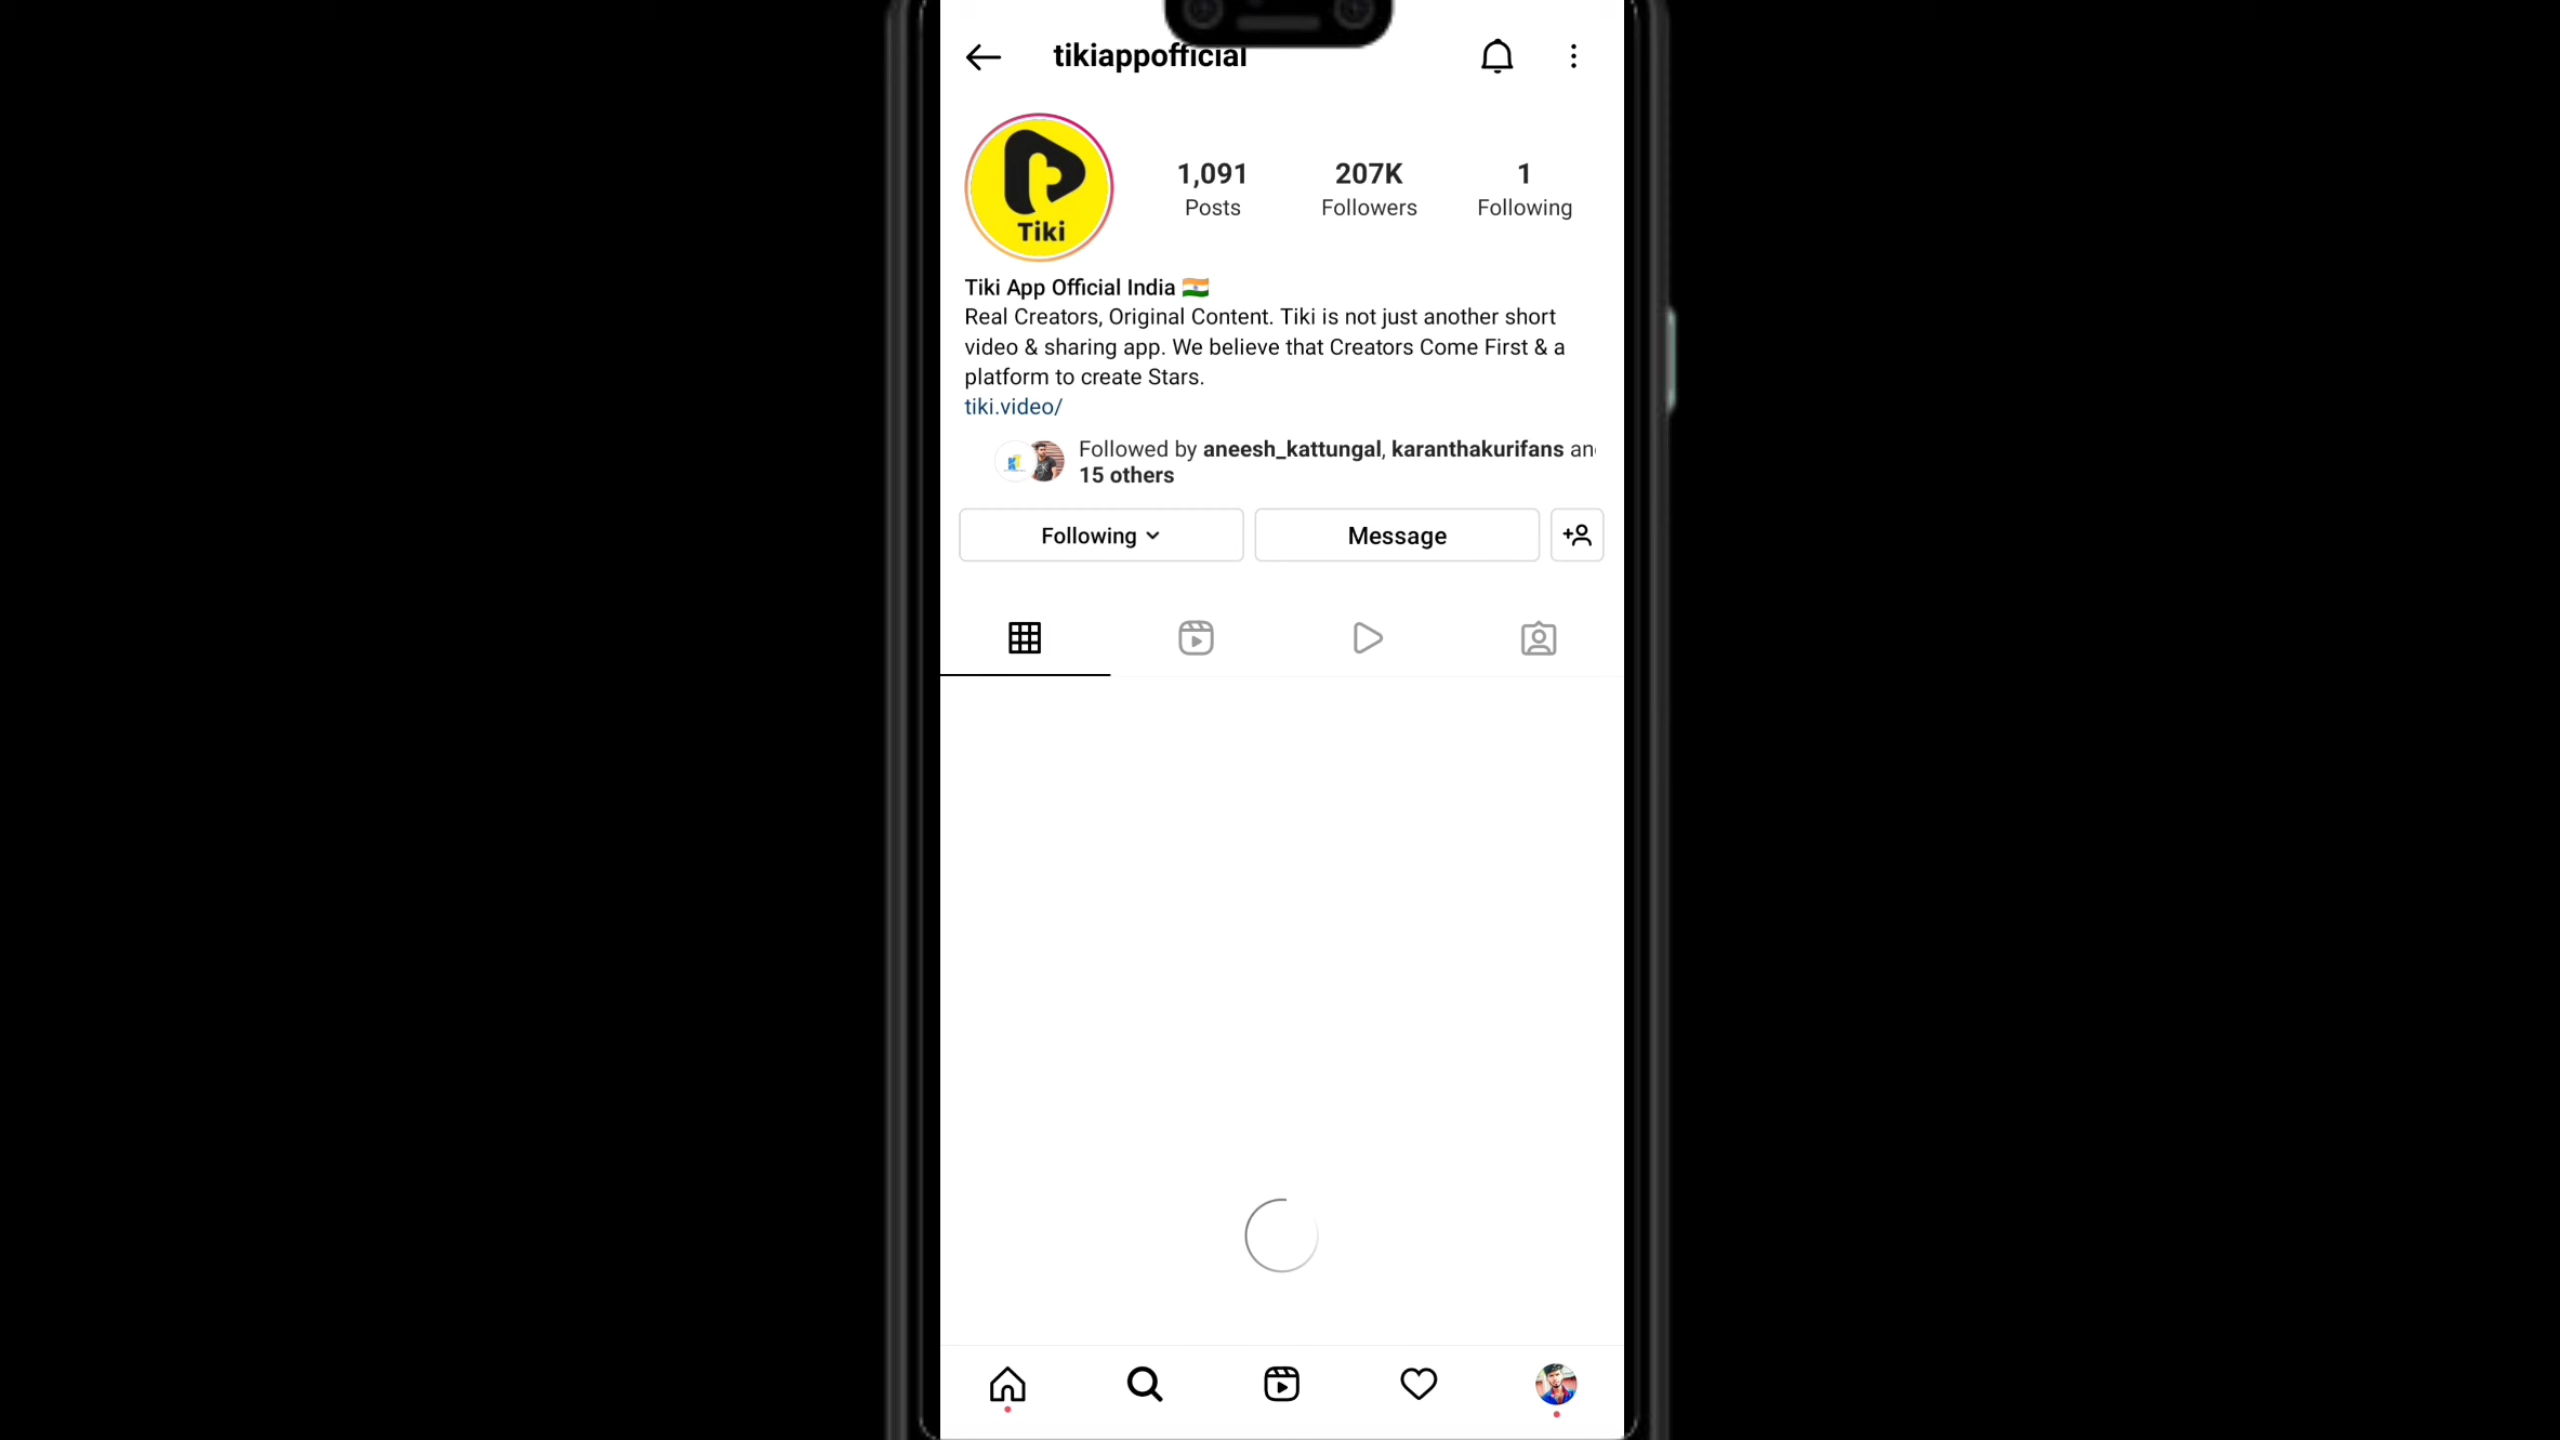 tikiappofficial
Tiki
1,091
Posts
207K
Followers
1
Following
Tiki App Official India
Real Creators, Original Content. Tiki is not just another short
video & sharing app. We believe that Creators Come First & a
platform to create Stars.
tiki.video/
Followed by aneesh_kattungal, karanthakurifans an
15 others
Following
Message